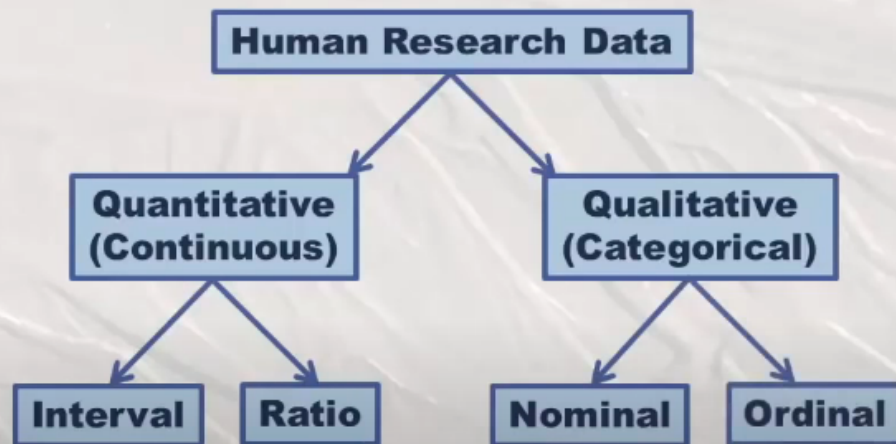 Human Research Data
Quantitative
(Continuous)
Qualitative
(Categorical)
Interval
Ratio
Nominal
Ordinal